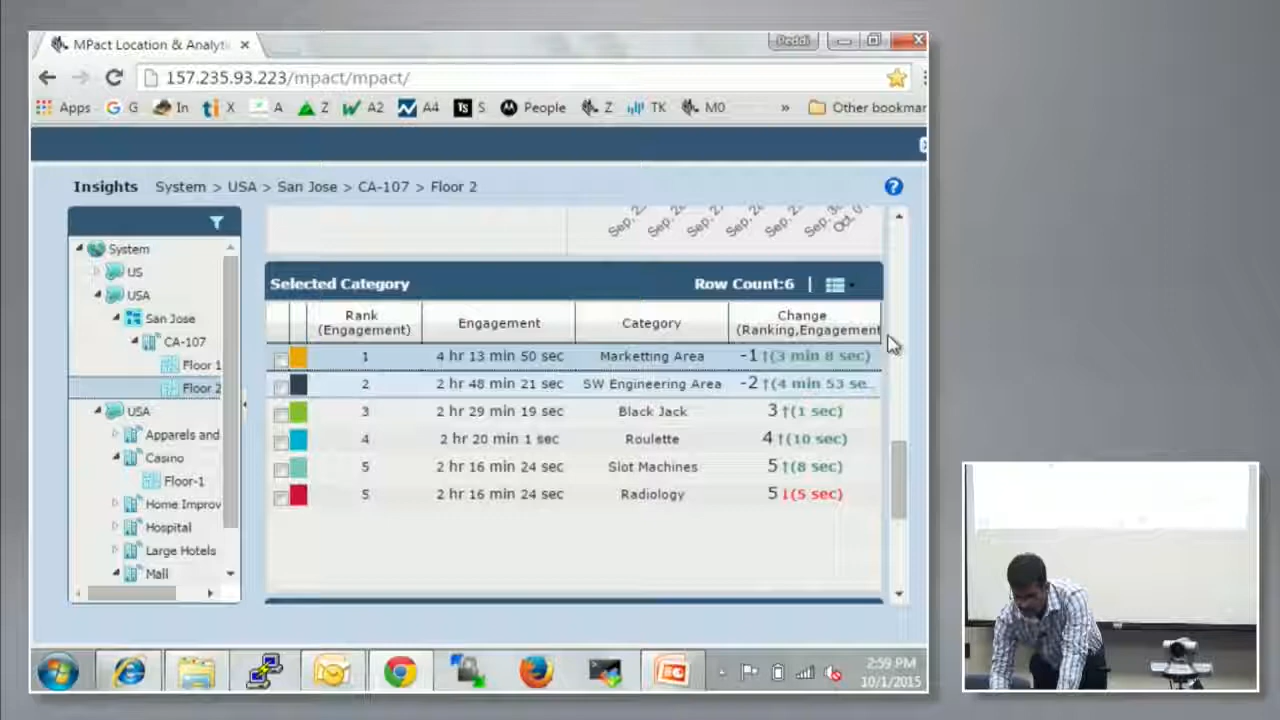 MPact Location & Analyti
Reddi
157.235.93.223/mpact/mpact/
Apps G In X A Z A2 A4 TS S People Z TK M0 » Other bookmar
Insights System > USA > San Jose > CA-107 > Floor 2
System
US
USA
San Jose
CA-107
Floor 1
Floor 2
USA
Apparels and
Casino
Floor-1
Home Improv
Hospital
Large Hotels
Mall
Selected Category Row Count:6 |
Rank (Engagement) Engagement Category Change (Ranking,Engagement
1 4 hr 13 min 50 sec Marketting Area -1 ↑(3 min 8 sec)
2 2 hr 48 min 21 sec SW Engineering Area -2 ↑(4 min 53 se..
3 2 hr 29 min 19 sec Black Jack 3 ↑(1 sec)
4 2 hr 20 min 1 sec Roulette 4 ↑(10 sec)
5 2 hr 16 min 24 sec Slot Machines 5 ↑(8 sec)
5 2 hr 16 min 24 sec Radiology 5 ↓(5 sec)
2:59 PM
10/1/2015